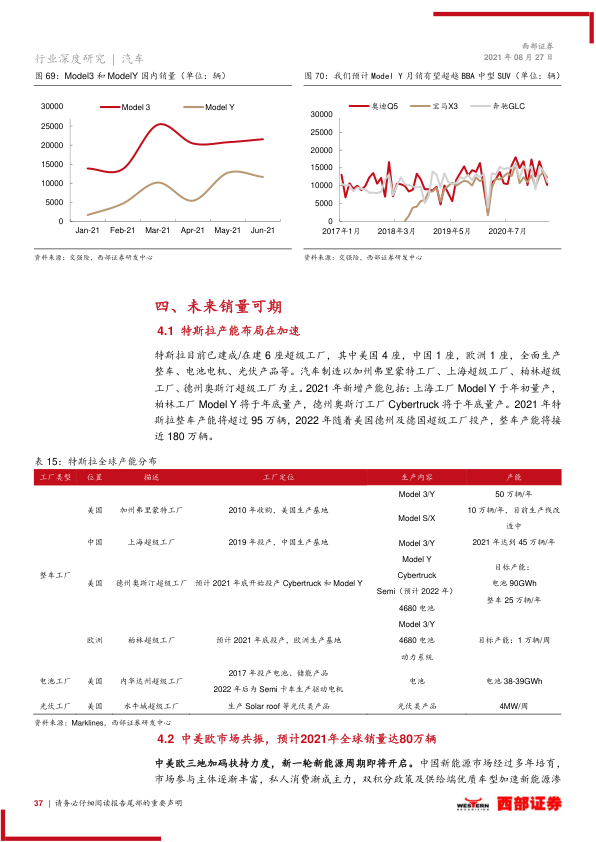 西部证券
行业深度研究 | 汽车
2021 年 08 月 27 日
图 69：Model3 和 ModelY 国内销量（单位：辆）
图 70：我们预计 Model Y 月销有望超越 BBA 中型 SUV（单位：辆）
Model 3 Model Y
30000
25000
20000
15000
10000
5000
0
Jan-21 Feb-21 Mar-21 Apr-21 May-21 Jun-21
奥迪Q5 宝马X3 奔驰GLC
30000
25000
20000
15000
10000
5000
0
2017年1月 2018年3月 2019年5月 2020年7月
资料来源：交强险，西部证券研发中心
资料来源：交强险，西部证券研发中心
四、未来销量可期
4.1 特斯拉产能布局在加速
特斯拉目前已建成/在建 6 座超级工厂，其中美国 4 座，中国 1 座，欧洲 1 座，全面生产
整车、电池电机、光伏产品等。汽车制造以加州弗里蒙特工厂、上海超级工厂、柏林超级
工厂、德州奥斯汀超级工厂为主。2021 年新增产能包括：上海工厂 Model Y 于年初量产，
柏林工厂 Model Y 将于年底量产，德州奥斯汀工厂 Cybertruck 将于年底量产。2021 年特
斯拉整车产能将超过 95 万辆，2022 年随着美国德州及德国超级工厂投产，整车产能将接
近 180 万辆。
表 15：特斯拉全球产能分布
工厂类型 位置 描述 工厂定位 生产内容 产能
整车工厂
美国 加州弗里蒙特工厂 2010 年收购，美国生产基地
Model 3/Y 50 万辆/年
Model S/X 10 万辆/年，目前生产线改
造中
中国 上海超级工厂 2019 年投产，中国生产基地 Model 3/Y 2021 年达到 45 万辆/年
美国 德州奥斯汀超级工厂 预计 2021 年底开始投产 Cybertruck 和 Model Y
Model Y
Cybertruck
Semi（预计 2022 年）
4680 电池
目标产能：
电池 90GWh
整车 25 万辆/年
欧洲 柏林超级工厂 预计 2021 年底投产，欧洲生产基地
Model 3/Y
4680 电池
动力系统
目标产能：1 万辆/周
电池工厂 美国 内华达州超级工厂
2017 年投产电池、储能产品
2022 年后为 Semi 卡车生产驱动电机
电池 电池 38-39GWh
光伏工厂 美国 水牛城超级工厂 生产 Solar roof 等光伏类产品 光伏类产品 4MW/周
资料来源：Marklines，西部证券研发中心
4.2 中美欧市场共振，预计2021年全球销量达80万辆
中美欧三地加码扶持力度，新一轮新能源周期即将开启。中国新能源市场经过多年培育，
市场参与主体逐渐丰富，私人消费渐成主力，双积分政策及供给端优质车型加速新能源渗
37 | 请务必仔细阅读报告尾部的重要声明
WESTERN
SECURITIES
西部证券